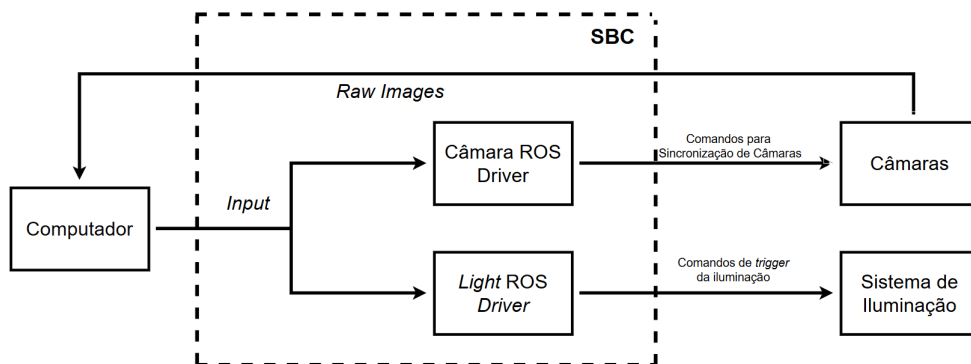 SBC
Raw Images
Câmara ROS
Driver
Comandos para
Sincronização de Câmaras
Câmaras
Computador
Input
Light ROS
Driver
Comandos de trigger
da iluminação
Sistema de
Iluminação